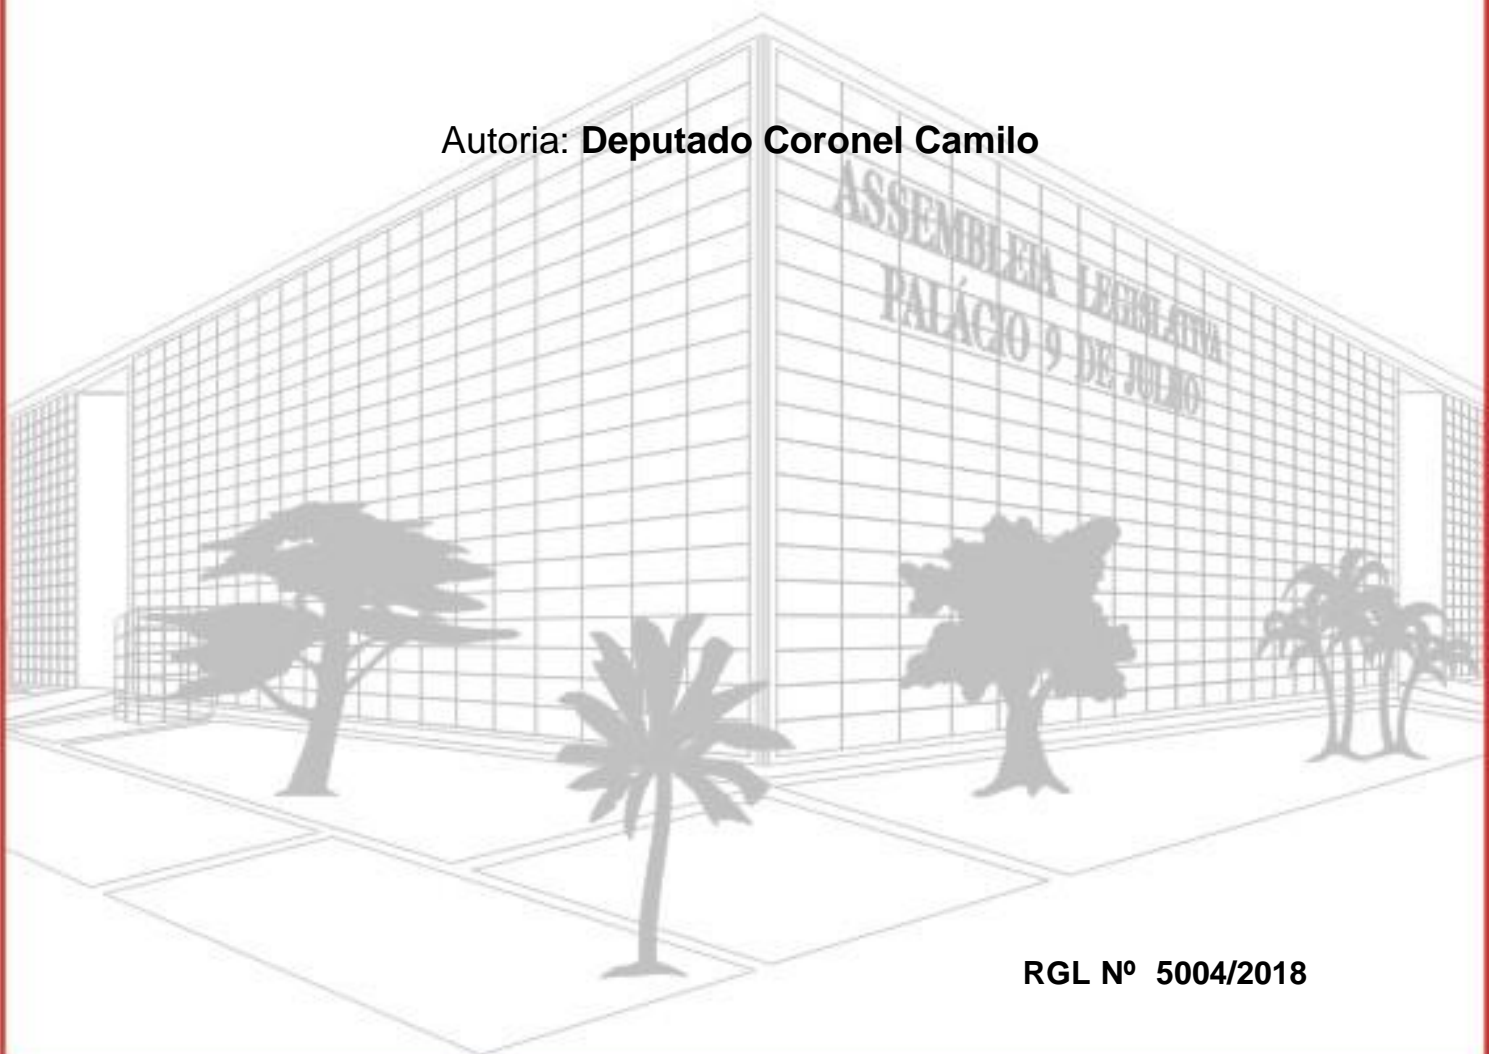 Autoria: Deputado Coronel Camilo
ASSEMBLEIA LEGISLATIVA
PALÁCIO 9 DE JULHO
RGL Nº 5004/2018